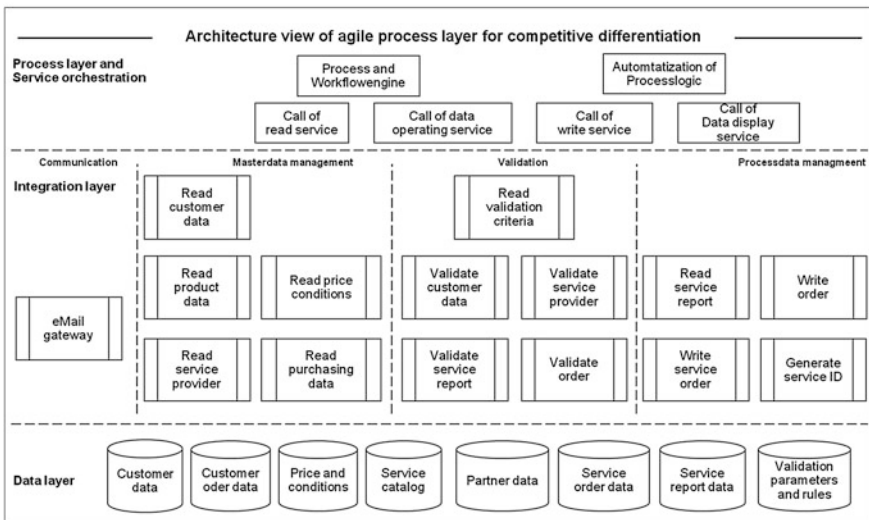 Architecture view of agile process layer for competitive differentiation
Process layer and
Service orchestration
Process and
Workflowengine
Automtatization of
Processlogic
Call of
read service
Call of data
operating service
Call of
write service
Call of
Data display
service
Communication
Masterdata management
Validation
Processdata managmeent
Integration layer
Read
customer
data
Read
validation
criteria
eMail
gateway
Read
product
data
Read price
conditions
Validate
customer
data
Validate
service
provider
Read
service
report
Write
order
Read
service
provider
Read
purchasing
data
Validate
service
report
Validate
order
Write
service
order
Generate
service ID
Data layer
Customer
data
Customer
oder data
Price and
conditions
Service
catalog
Partner data
Service
order data
Service
report data
Validation
parameters
and rules